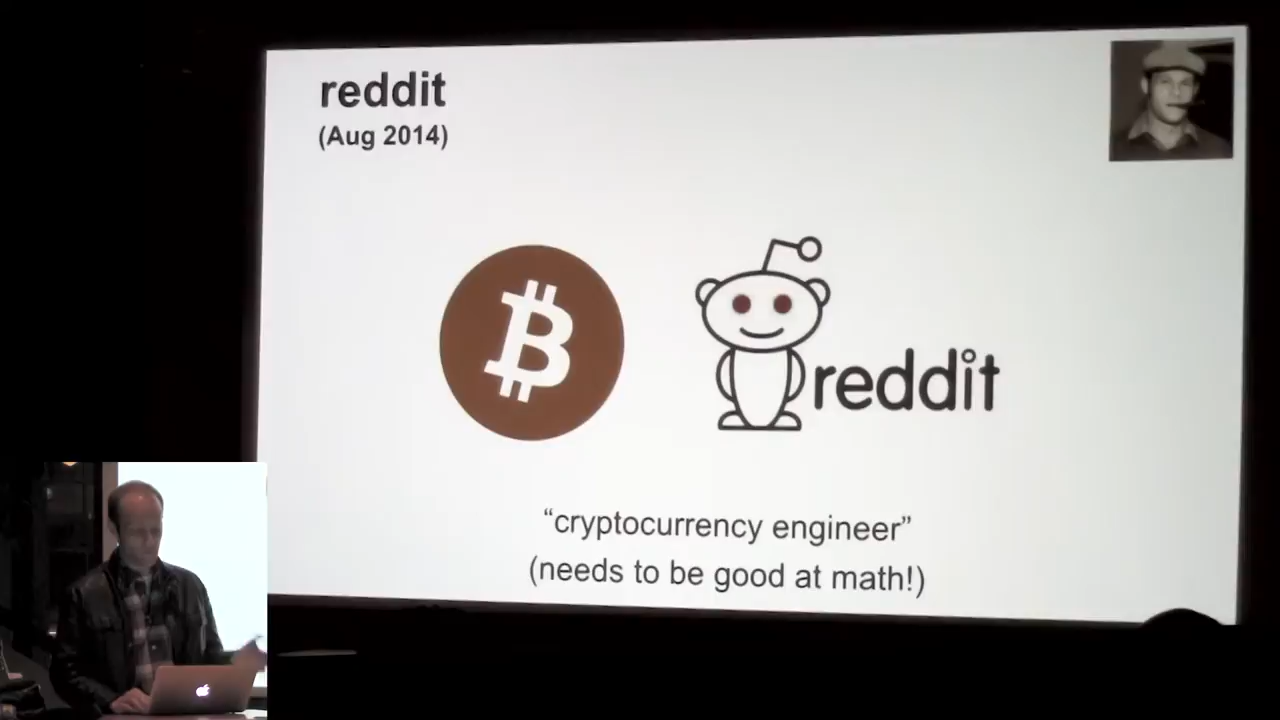 reddit
(Aug 2014)
reddit
“cryptocurrency engineer”
(needs to be good at math!)